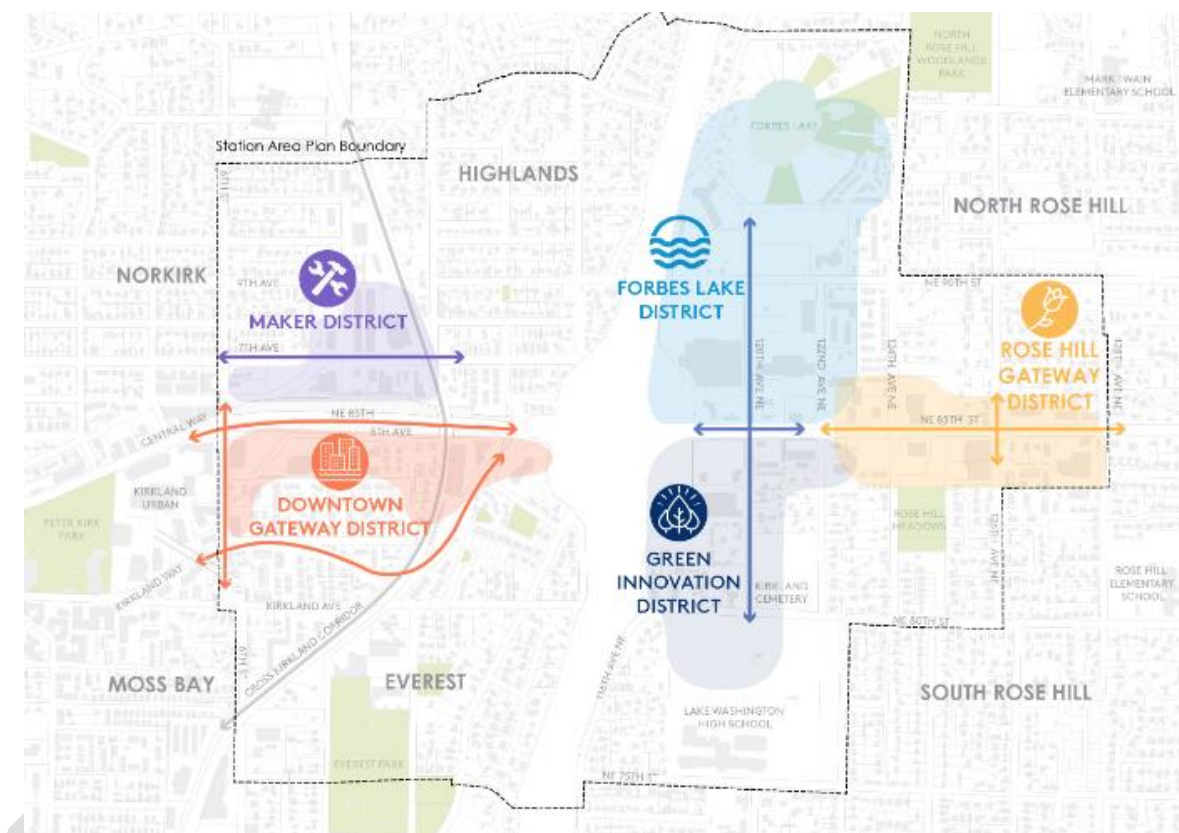 NORTH
ROSE HILL
WOODLANDS
PARK
MARK TWAIN
ELEMENTARY SCHOOL
FORBES LAKE
Station Area Plan Boundary
6TH ST
HIGHLANDS
NORTH ROSE HILL
NORKIRK
9TH AVE
MAKER DISTRICT
7TH AVE
FORBES LAKE
DISTRICT
NE 90TH ST
ROSE HILL
GATEWAY
DISTRICT
120TH AVE NE
122ND AVE NE
124TH AVE NE
128TH AVE NE
NE 85TH
CENTRAL WAY
NE 85TH ST
KIRKLAND
URBAN
PETER KIRK
PARK
DOWNTOWN
GATEWAY DISTRICT
ROSE HILL
MEADOWS
126TH AVE NE
GREEN
INNOVATION
DISTRICT
KIRKLAND
CEMETERY
ROSE HILL
ELEMENTARY
SCHOOL
KIRKLAND WAY
KIRKLAND AVE
NE 80TH ST
CROSS KIRKLAND CORRIDOR
6TH ST
116TH AVE NE
MOSS BAY
EVEREST
SOUTH ROSE HILL
LAKE WASHINGTON
HIGH SCHOOL
EVEREST PARK
NE 75TH ST